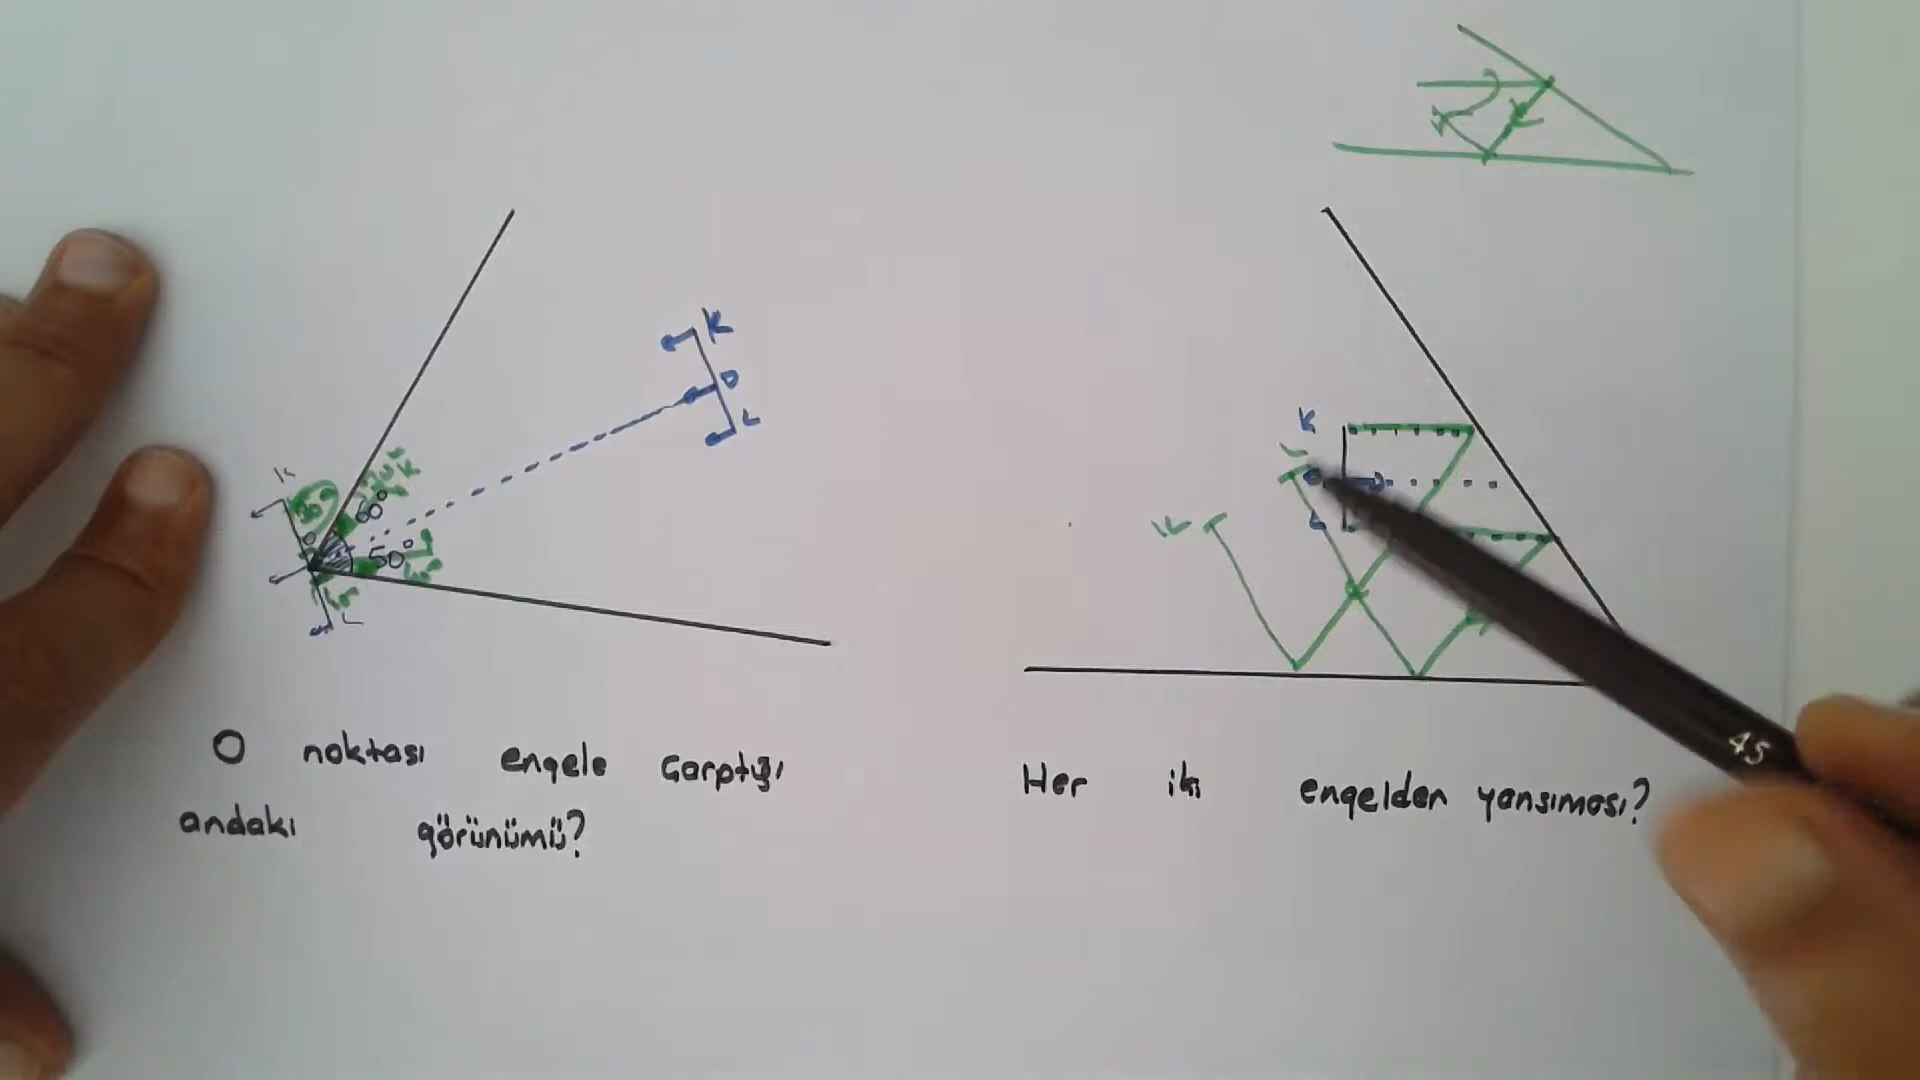 K
O
L
K
O
60°
50°
L
K
O
L
K
O noktası engele çarptığı
andaki görünümü?
Her iki engelden yansıması?
45